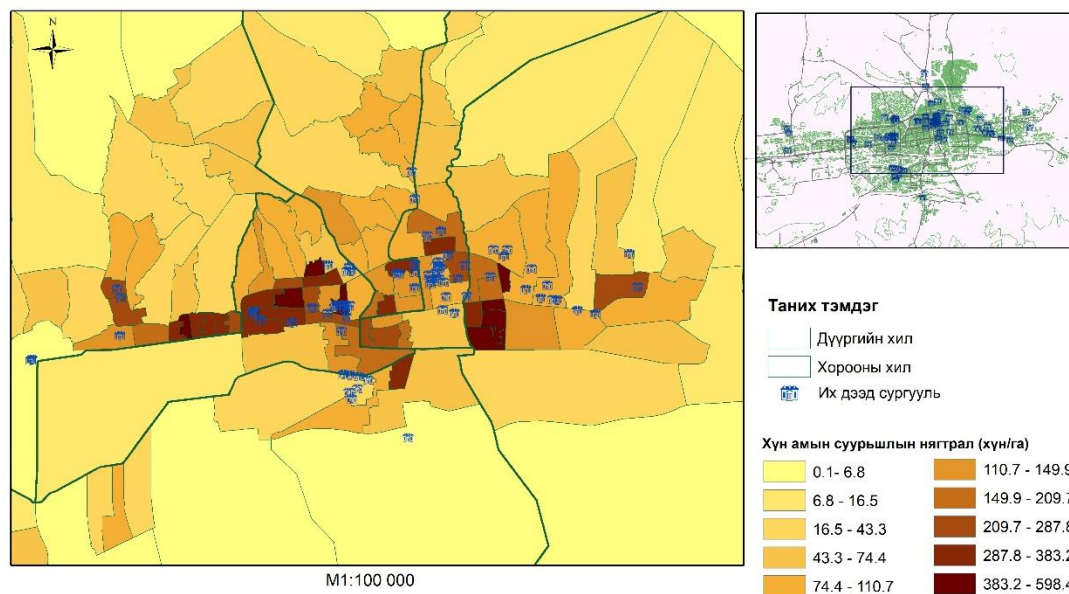 N
М1:100 000
Таних тэмдэг
Дүүргийн хил
Хорооны хил
Их дээд сургууль
Хүн амын суурьшлын нягтрал (хүн/га)
0.1- 6.8
6.8 - 16.5
16.5 - 43.3
43.3 - 74.4
74.4 - 110.7
110.7 - 149.9
149.9 - 209.7
209.7 - 287.8
287.8 - 383.2
383.2 - 598.4